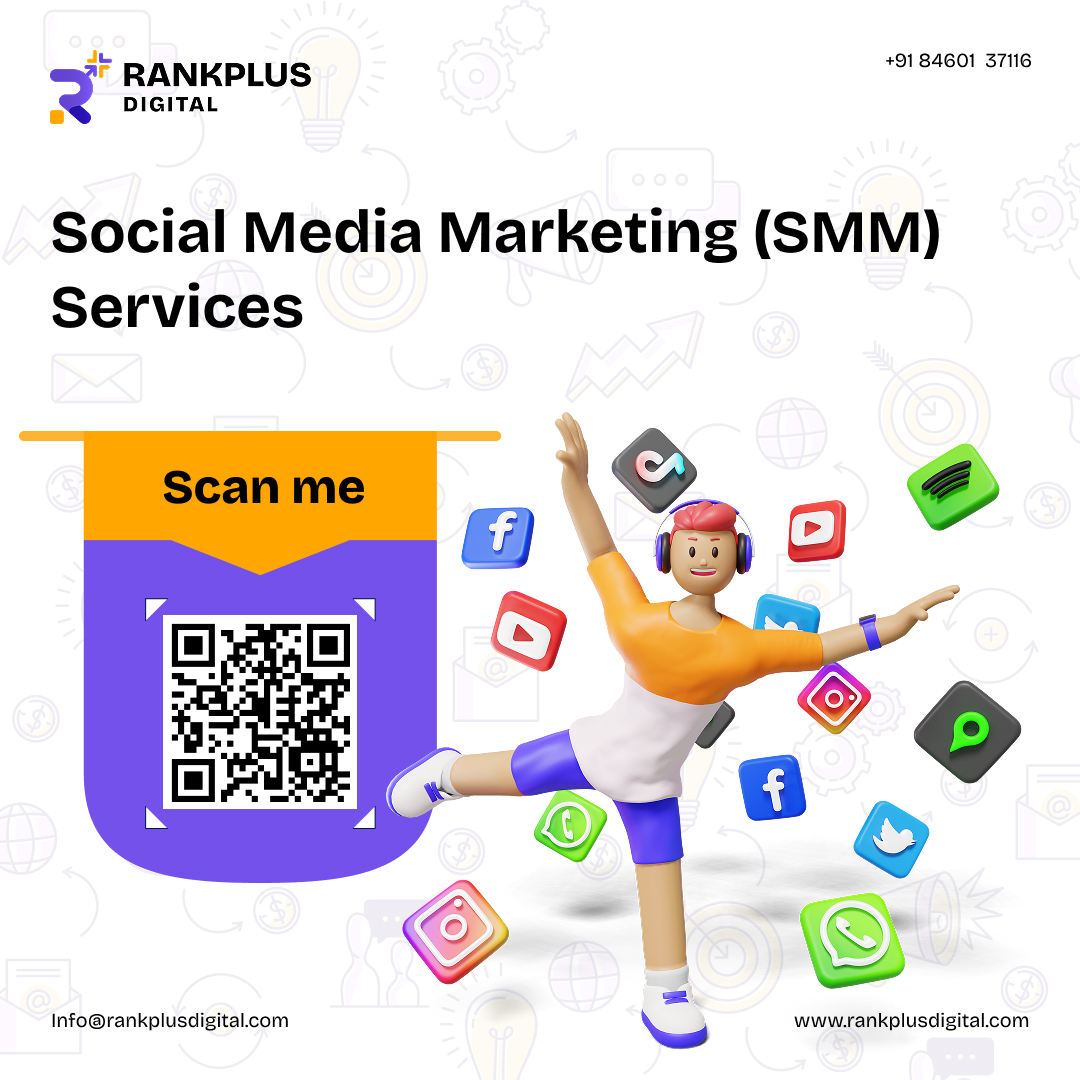 RANKPLUS
DIGITAL
+91 84601 37116
Social Media Marketing (SMM)
Services
Scan me
Info@rankplusdigital.com
www.rankplusdigital.com